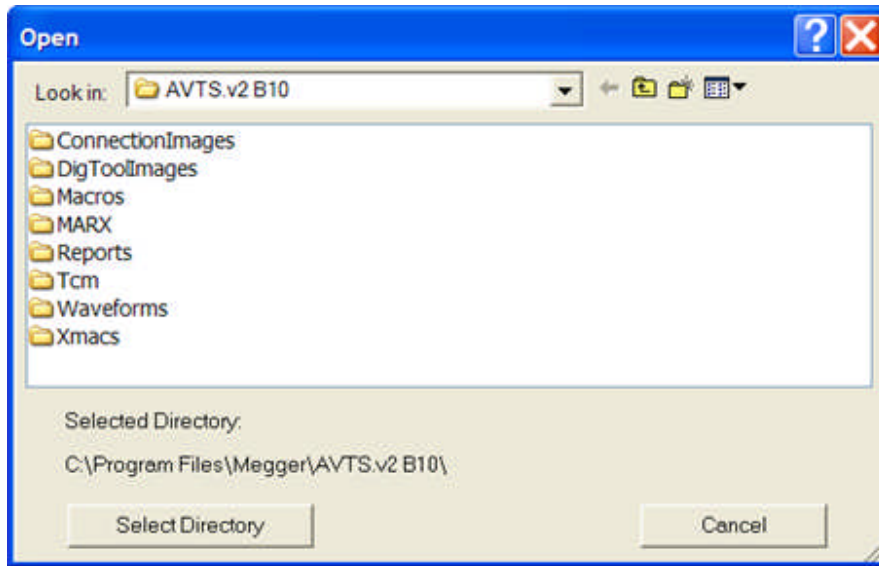 Open
Look in: AVTS.v2 B10
ConnectionImages
DigToolImages
Macros
MARX
Reports
Tcm
Waveforms
Xmacs
Selected Directory:
C:\Program Files\Megger\AVTS.v2 B10\
Select Directory Cancel